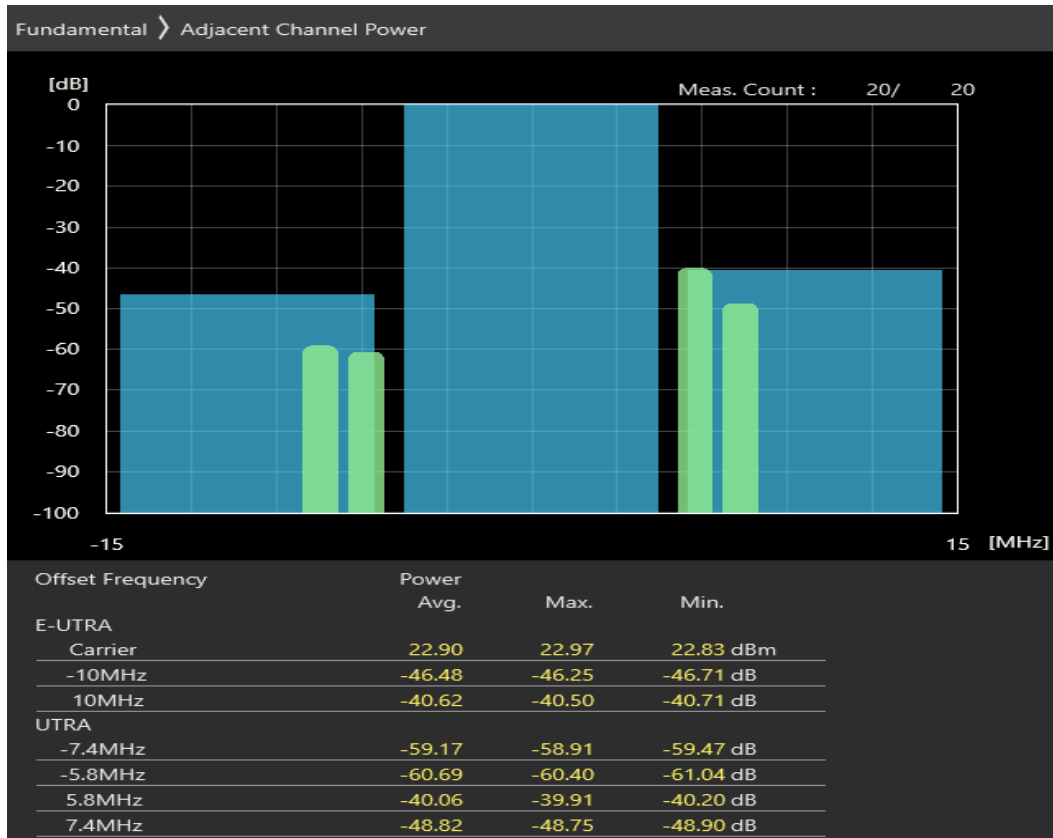 Fundamental 〉 Adjacent Channel Power
[dB]
Meas. Count : 20/ 20
0
-10
-20
-30
-40
-50
-60
-70
-80
-90
-100
-15 15 [MHz]
Offset Frequency Power
Avg. Max. Min.
E-UTRA
Carrier 22.90 22.97 22.83 dBm
-10MHz -46.48 -46.25 -46.71 dB
10MHz -40.62 -40.50 -40.71 dB
UTRA
-7.4MHz -59.17 -58.91 -59.47 dB
-5.8MHz -60.69 -60.40 -61.04 dB
5.8MHz -40.06 -39.91 -40.20 dB
7.4MHz -48.82 -48.75 -48.90 dB